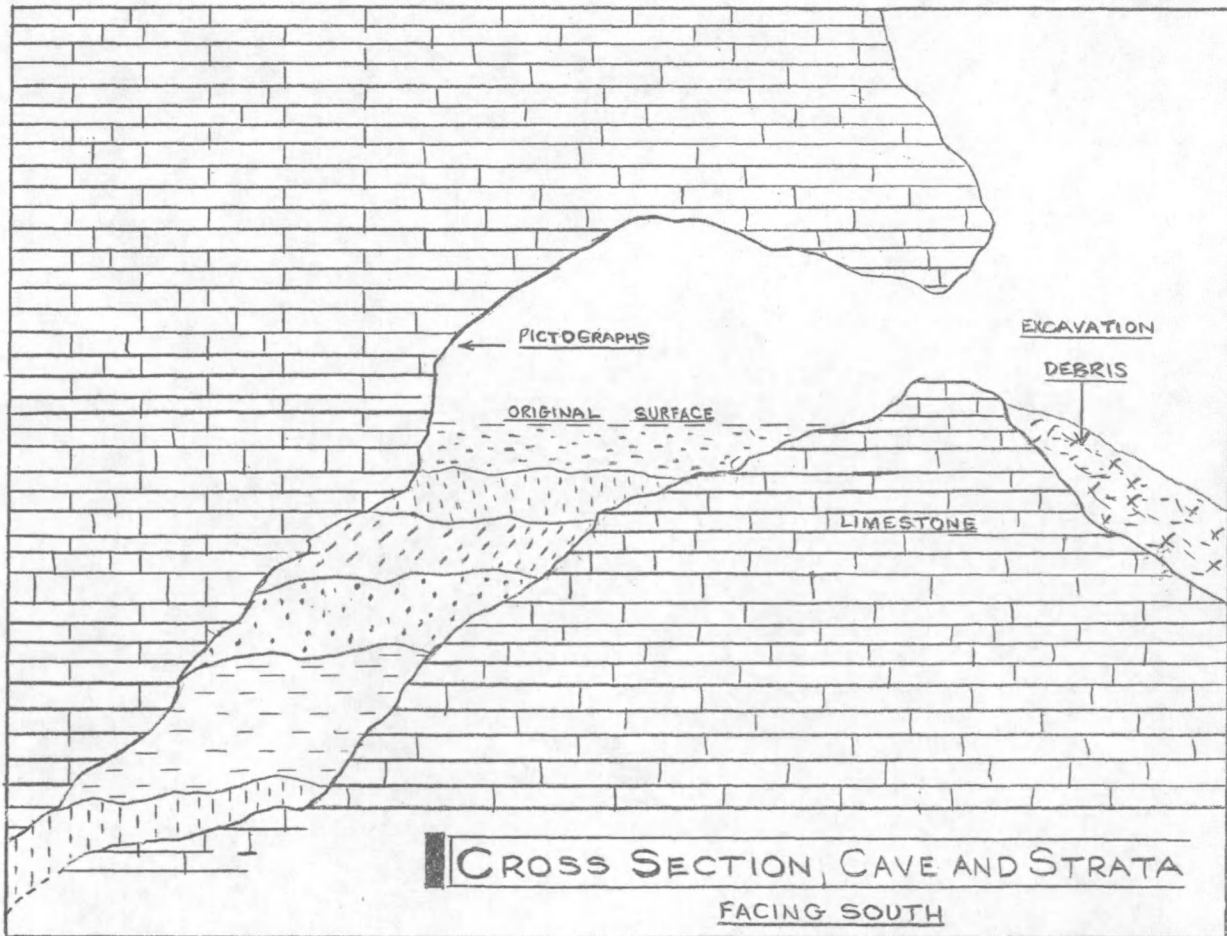 PICTOGRAPHS
EXCAVATION
DEBRIS
ORIGINAL SURFACE
LIMESTONE
CROSS SECTION, CAVE AND STRATA
FACING SOUTH